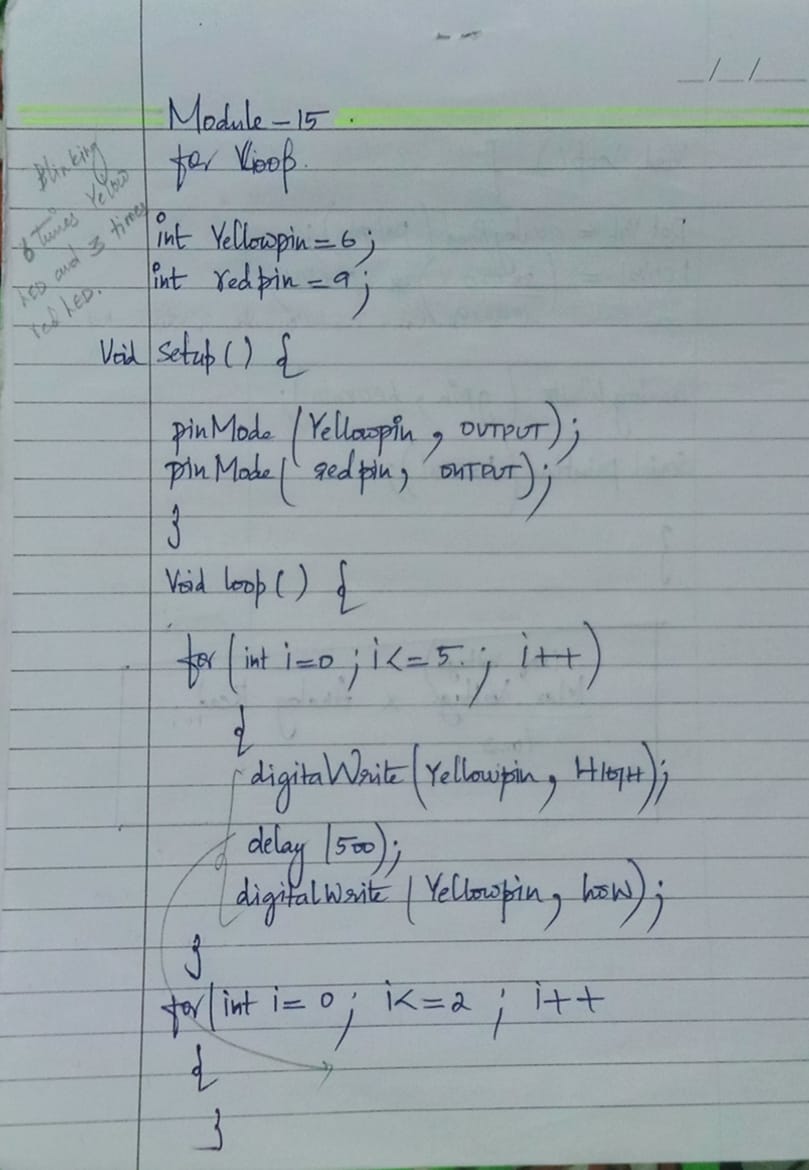 Module - 15 .
for loop.
Blinking
6 times Yellow
LED and 3 times
red LED.
int Yellowpin = 6 ;
int redpin = 9 ;
Void setup ( ) {
pinMode (Yellowpin , OUTPUT) ;
pinMode ( redpin , OUTPUT) ;
}
Void loop ( ) {
for (int i=0 ; i<=5 ; i++)
{
digitaWrite (Yellowpin , HIGH) ;
delay (500) ;
digitalWrite (Yellowpin , LOW) ;
}
for (int i= 0 ; i<=2 ; i++
{
}